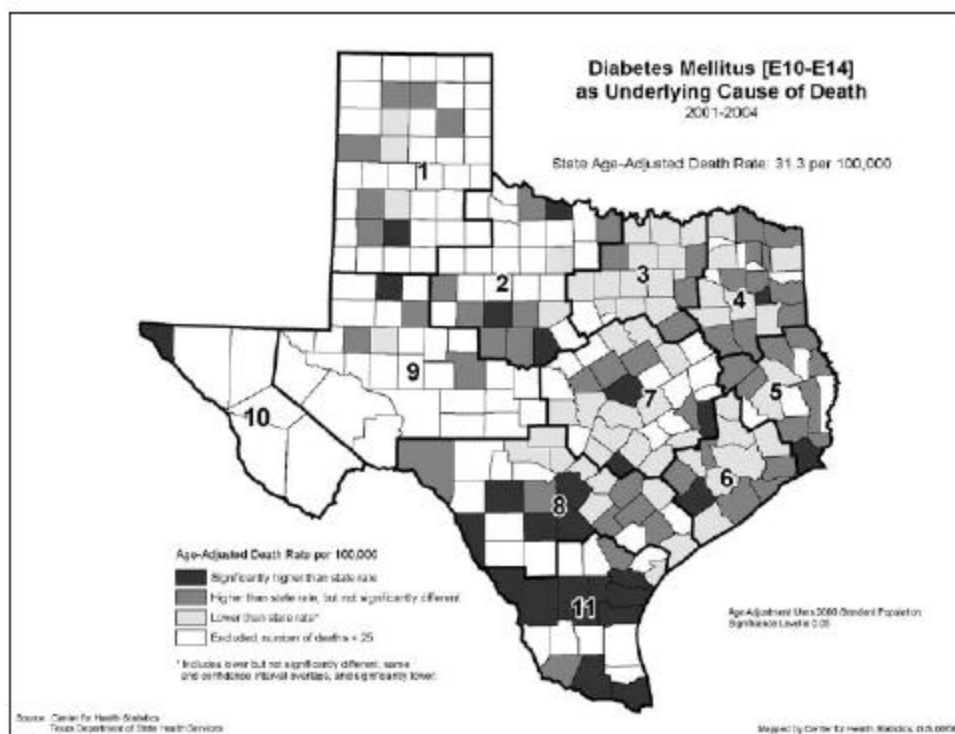 Diabetes Mellitus [E10-E14]
as Underlying Cause of Death
2001-2004
State Age-Adjusted Death Rate: 31.3 per 100,000
1
2
3
4
5
6
7
8
9
10
11
Age-Adjusted Death Rate per 100,000
Significantly higher than state rate
Higher than state rate, but not significantly different
Lower than state rate*
Excluded, number of deaths < 25
* Includes lower but not significantly different, same
and confidence interval overlaps, and significantly lower.
Age Adjustment Uses 2000 Standard Population
Significance Level is 0.05
Source: Center for Health Statistics
Texas Department of State Health Services
Mapped by Center for Health Statistics,